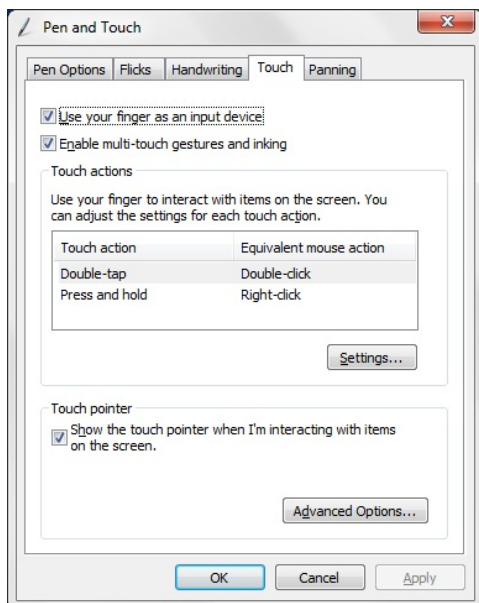 Pen and Touch
Pen Options Flicks Handwriting Touch Panning
Use your finger as an input device
Enable multi-touch gestures and inking
Touch actions
Use your finger to interact with items on the screen. You
can adjust the settings for each touch action.
Touch action Equivalent mouse action
Double-tap Double-click
Press and hold Right-click
Settings...
Touch pointer
Show the touch pointer when I'm interacting with items
on the screen.
Advanced Options...
OK Cancel Apply